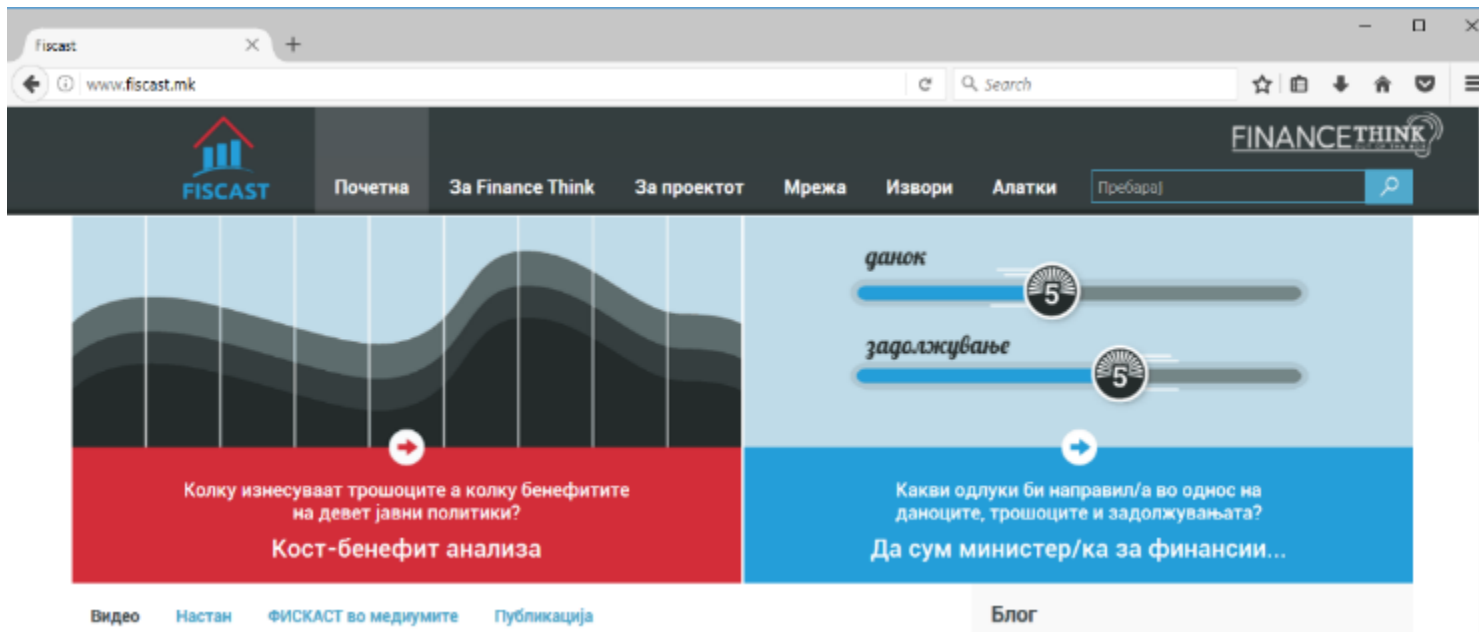 Fiscast
www.fiscast.mk
Search
FINANCE THINK
FISCAST
Почетна За Finance Think За проектот Мрежа Извори Алатки Пребарај
данок
5
задолжување
5
Колку изнесуваат трошоците а колку бенефитите
на девет јавни политики?
Кост-бенефит анализа
Какви одлуки би направил/а во однос на
даноците, трошоците и задолжувањата?
Да сум министер/ка за финансии...
Видео Настан ФИСКАСТ во медиумите Публикација
Блог